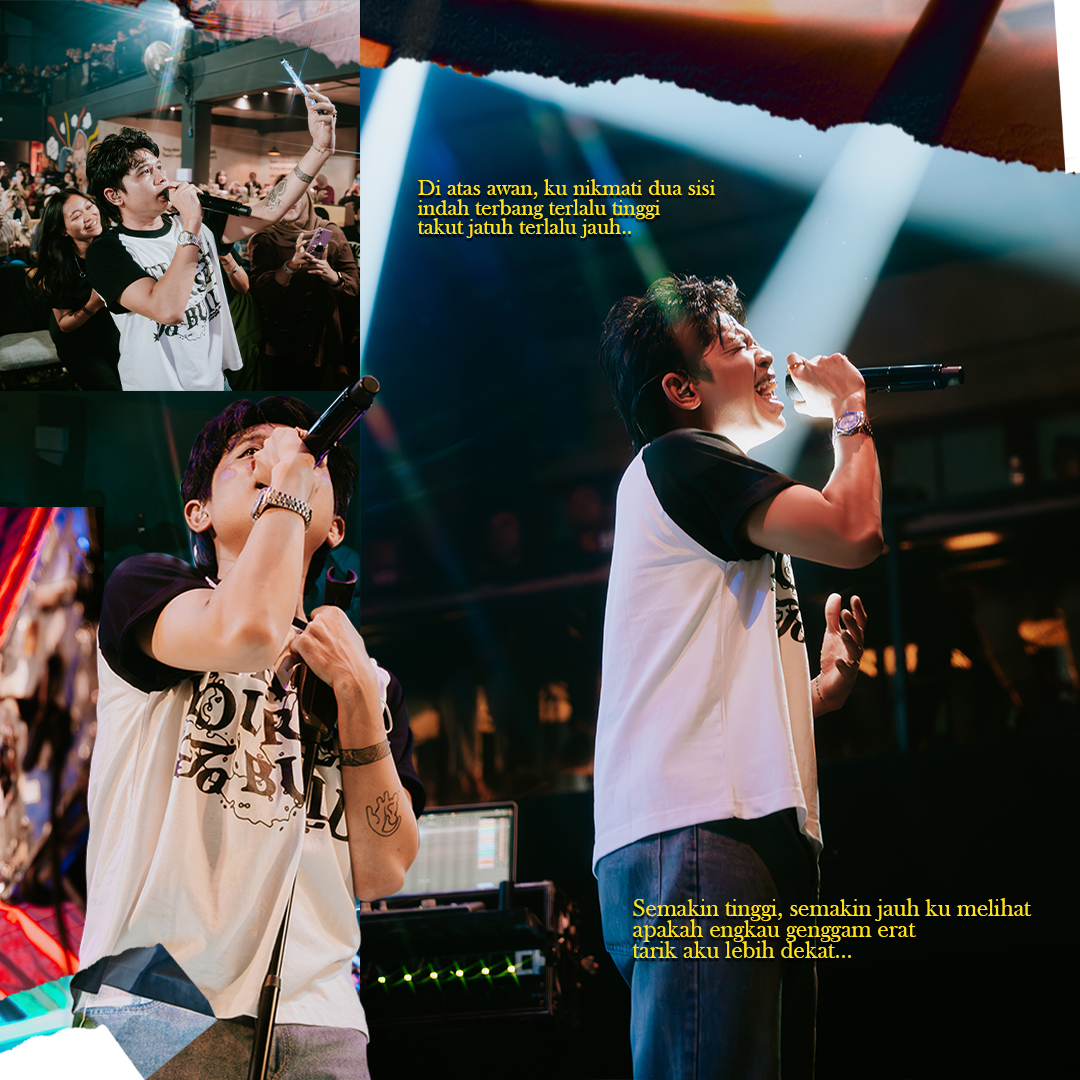 Di atas awan, ku nikmati dua sisi
indah terbang terlalu tinggi
takut jatuh terlalu jauh..
Semakin tinggi, semakin jauh ku melihat
apakah engkau genggam erat
tarik aku lebih dekat...